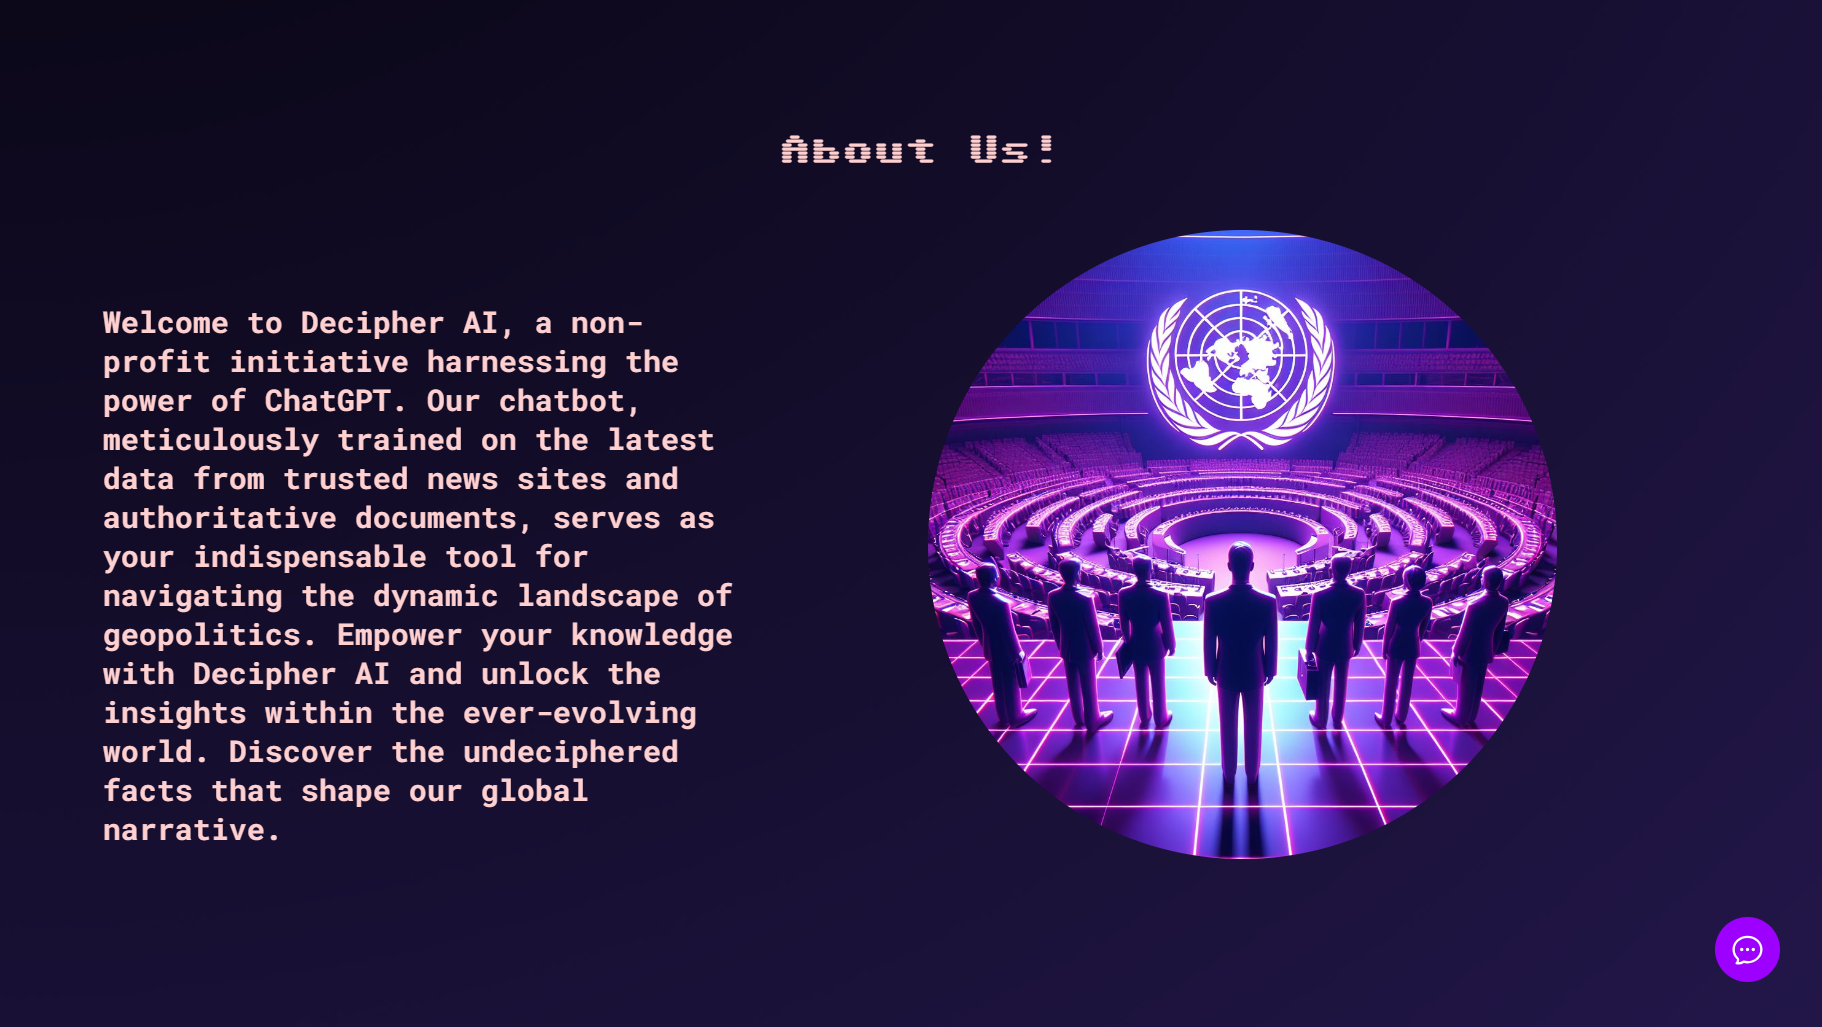 About Us!
Welcome to Decipher AI, a non-
profit initiative harnessing the
power of ChatGPT. Our chatbot,
meticulously trained on the latest
data from trusted news sites and
authoritative documents, serves as
your indispensable tool for
navigating the dynamic landscape of
geopolitics. Empower your knowledge
with Decipher AI and unlock the
insights within the ever-evolving
world. Discover the undeciphered
facts that shape our global
narrative.